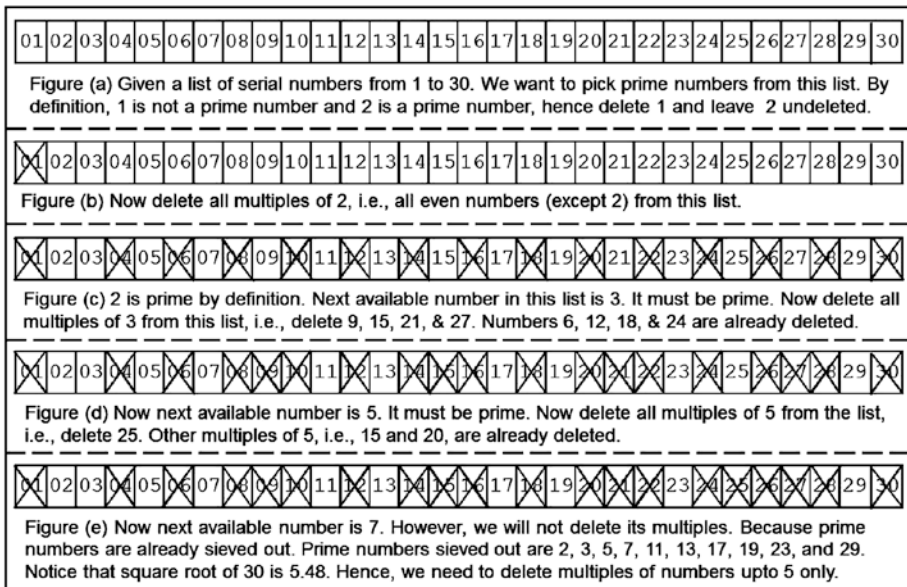 01 02 03 04 05 06 07 08 09 10 11 12 13 14 15 16 17 18 19 20 21 22 23 24 25 26 27 28 29 30
Figure (a) Given a list of serial numbers from 1 to 30. We want to pick prime numbers from this list. By
definition, 1 is not a prime number and 2 is a prime number, hence delete 1 and leave 2 undeleted.
01 02 03 04 05 06 07 08 09 10 11 12 13 14 15 16 17 18 19 20 21 22 23 24 25 26 27 28 29 30
Figure (b) Now delete all multiples of 2, i.e., all even numbers (except 2) from this list.
01 02 03 04 05 06 07 08 09 10 11 12 13 14 15 16 17 18 19 20 21 22 23 24 25 26 27 28 29 30
Figure (c) 2 is prime by definition. Next available number in this list is 3. It must be prime. Now delete all
multiples of 3 from this list, i.e., delete 9, 15, 21, & 27. Numbers 6, 12, 18, & 24 are already deleted.
01 02 03 04 05 06 07 08 09 10 11 12 13 14 15 16 17 18 19 20 21 22 23 24 25 26 27 28 29 30
Figure (d) Now next available number is 5. It must be prime. Now delete all multiples of 5 from the list,
i.e., delete 25. Other multiples of 5, i.e., 15 and 20, are already deleted.
01 02 03 04 05 06 07 08 09 10 11 12 13 14 15 16 17 18 19 20 21 22 23 24 25 26 27 28 29 30
Figure (e) Now next available number is 7. However, we will not delete its multiples. Because prime
numbers are already sieved out. Prime numbers sieved out are 2, 3, 5, 7, 11, 13, 17, 19, 23, and 29.
Notice that square root of 30 is 5.48. Hence, we need to delete multiples of numbers upto 5 only.